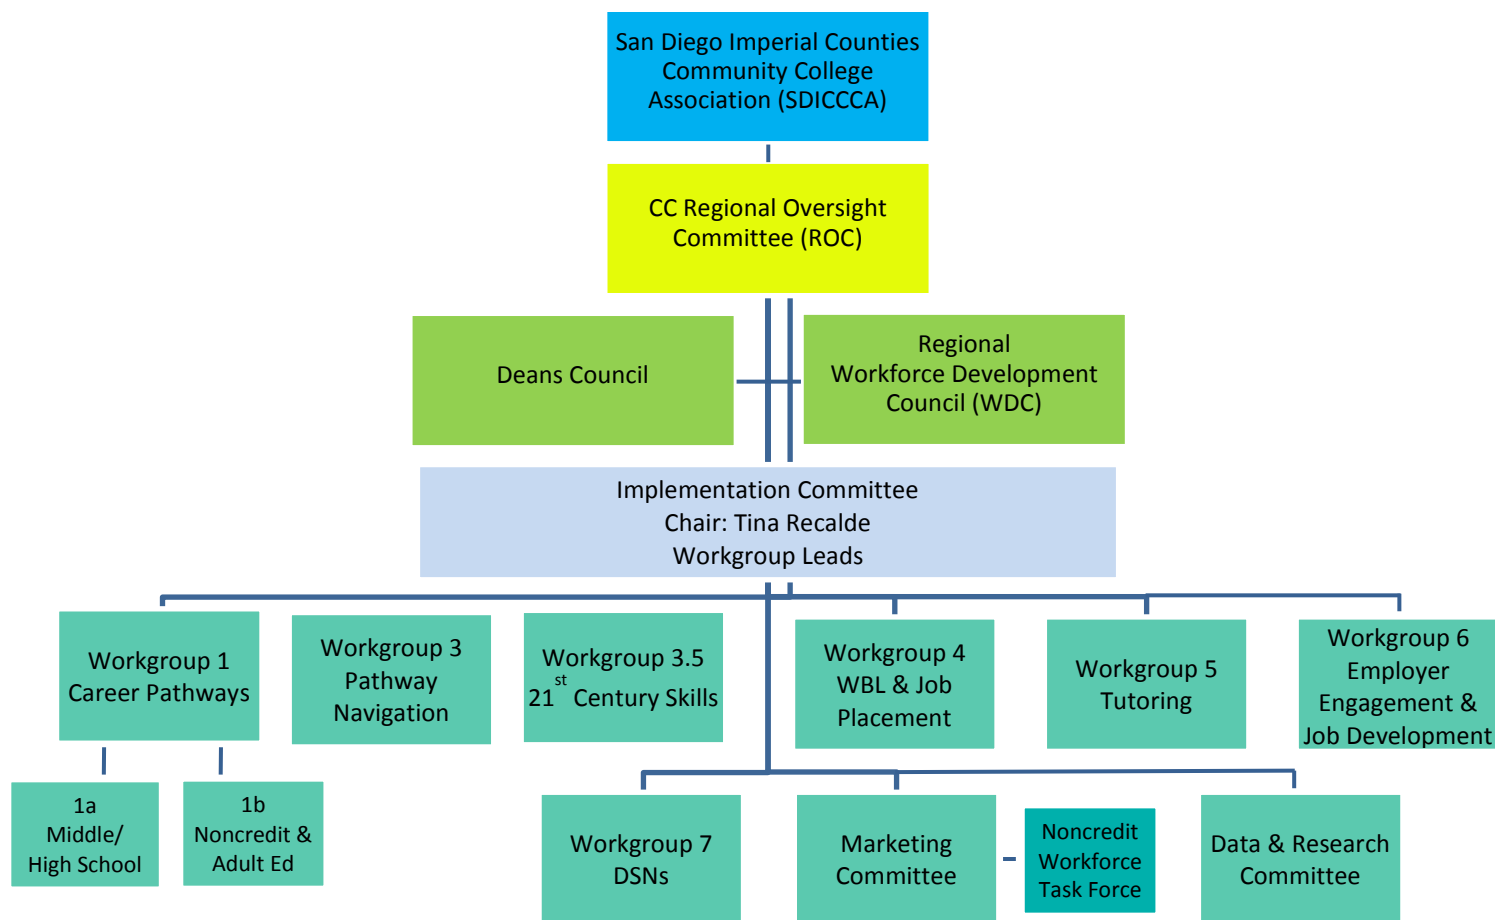 San Diego Imperial Counties
Community College
Association (SDICCCA)
CC Regional Oversight
Committee (ROC)
Deans Council
Regional
Workforce Development
Council (WDC)
Implementation Committee
Chair: Tina Recalde
Workgroup Leads
Workgroup 1
Career Pathways
Workgroup 3
Pathway
Navigation
Workgroup 3.5
21st Century Skills
Workgroup 4
WBL & Job
Placement
Workgroup 5
Tutoring
Workgroup 6
Employer
Engagement &
Job Development
1a
Middle/
High School
1b
Noncredit &
Adult Ed
Workgroup 7
DSNs
Marketing
Committee
Noncredit
Workforce
Task Force
Data & Research
Committee